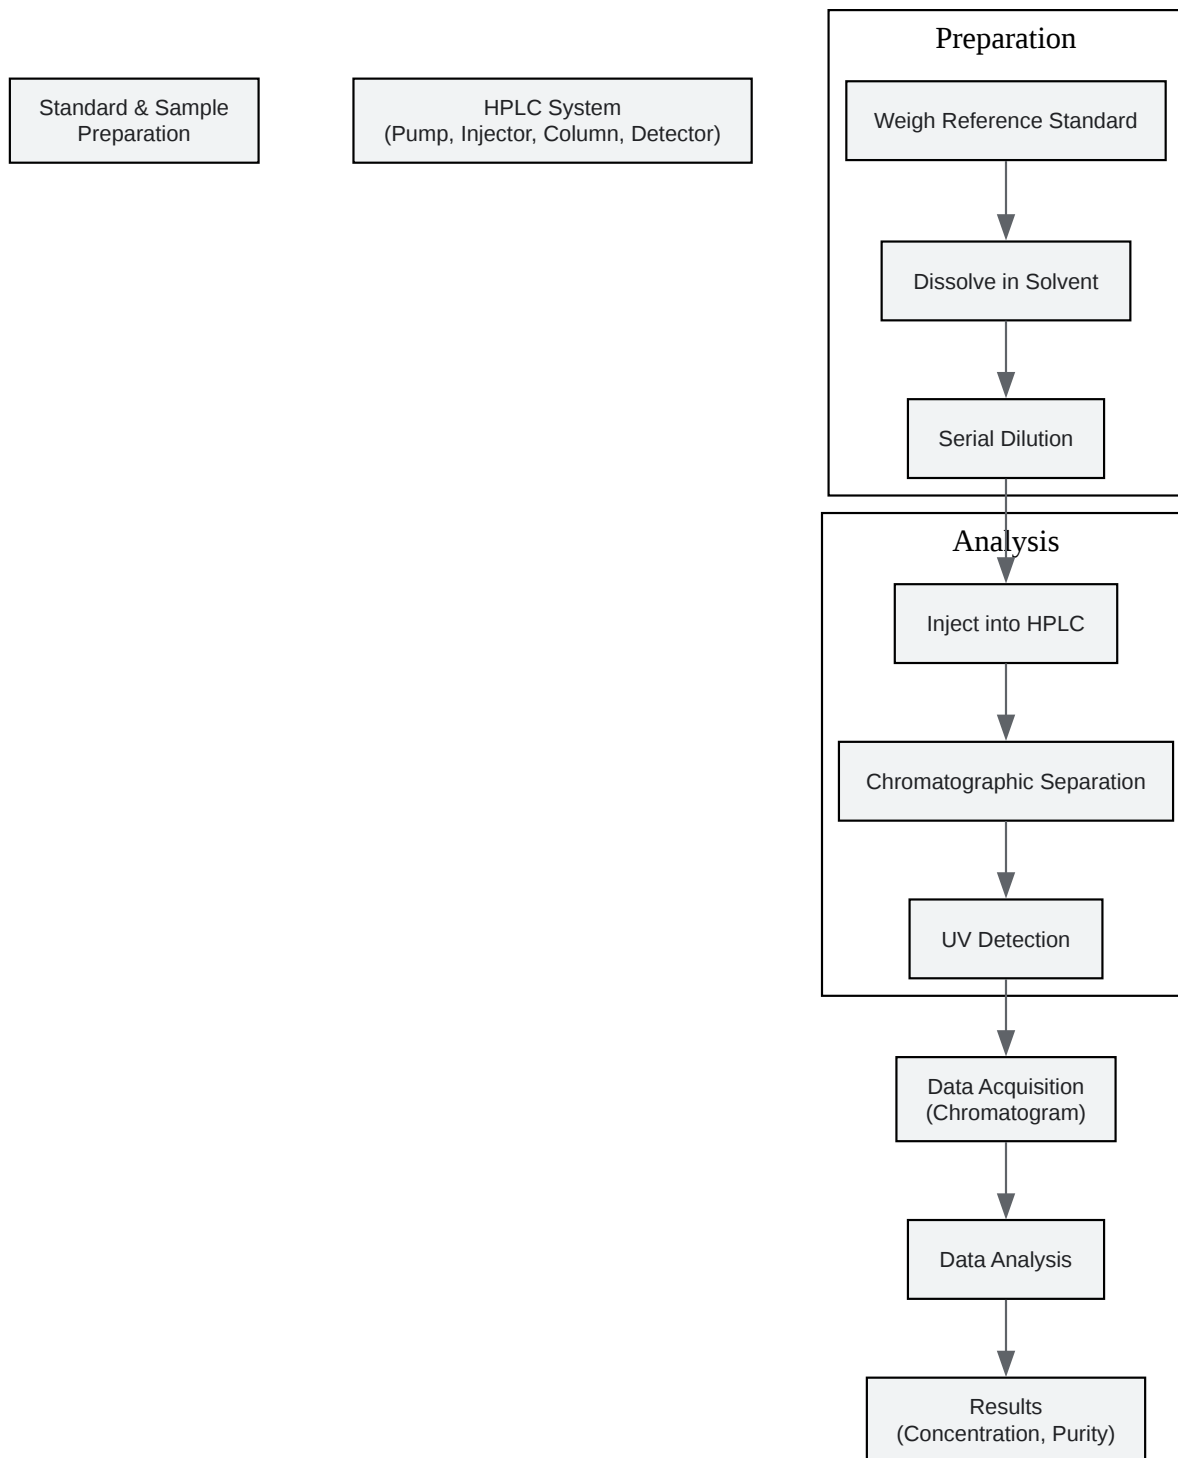 Standard & Sample
Preparation
HPLC System
(Pump, Injector, Column, Detector)
Preparation
Weigh Reference Standard
Dissolve in Solvent
Serial Dilution
Analysis
Inject into HPLC
Chromatographic Separation
UV Detection
Data Acquisition
(Chromatogram)
Data Analysis
Results
(Concentration, Purity)